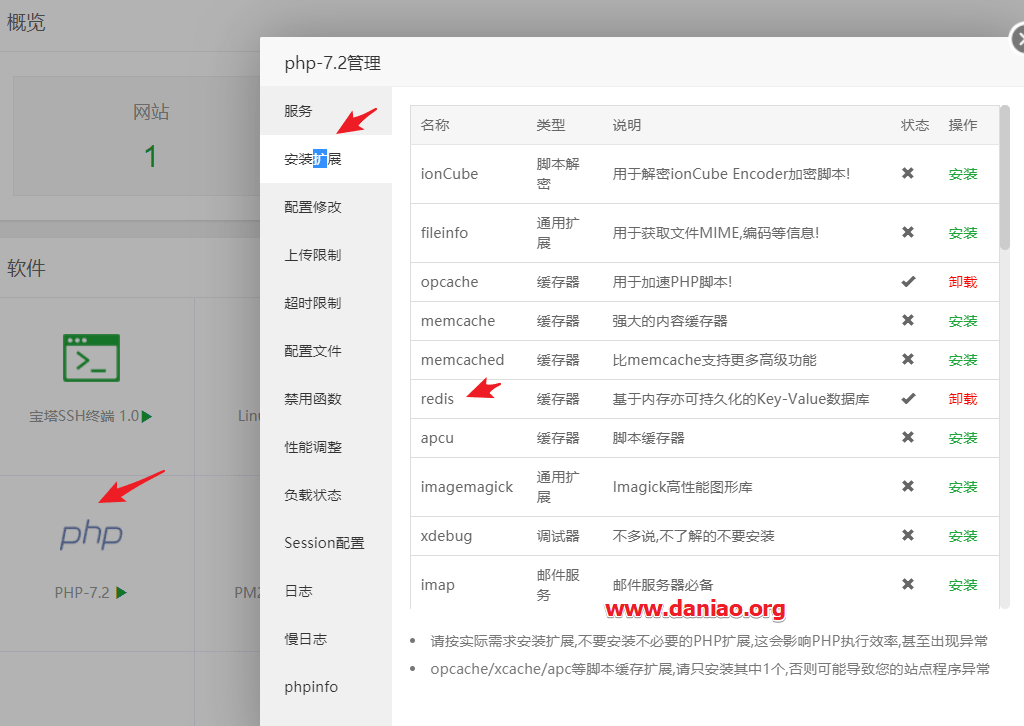 概览
网站
1
软件
宝塔SSH终端 1.0
Linu
php
PHP-7.2
PM2
php-7.2管理
服务
安装扩展
配置修改
上传限制
超时限制
配置文件
禁用函数
性能调整
负载状态
Session配置
日志
慢日志
phpinfo
名称 类型 说明 状态 操作
ionCube 脚本解密 用于解密ionCube Encoder加密脚本! 安装
fileinfo 通用扩展 用于获取文件MIME,编码等信息! 安装
opcache 缓存器 用于加速PHP脚本! 卸载
memcache 缓存器 强大的内容缓存器 安装
memcached 缓存器 比memcache支持更多高级功能 安装
redis 缓存器 基于内存亦可持久化的Key-Value数据库 卸载
apcu 缓存器 脚本缓存器 安装
imagemagick 通用扩展 Imagick高性能图形库 安装
xdebug 调试器 不多说,不了解的不要安装 安装
imap 邮件服务 邮件服务器必备 安装
www.daniao.org
请按实际需求安装扩展,不要安装不必要的PHP扩展,这会影响PHP执行效率,甚至出现异常
opcache/xcache/apc等脚本缓存扩展,请只安装其中1个,否则可能导致您的站点程序异常